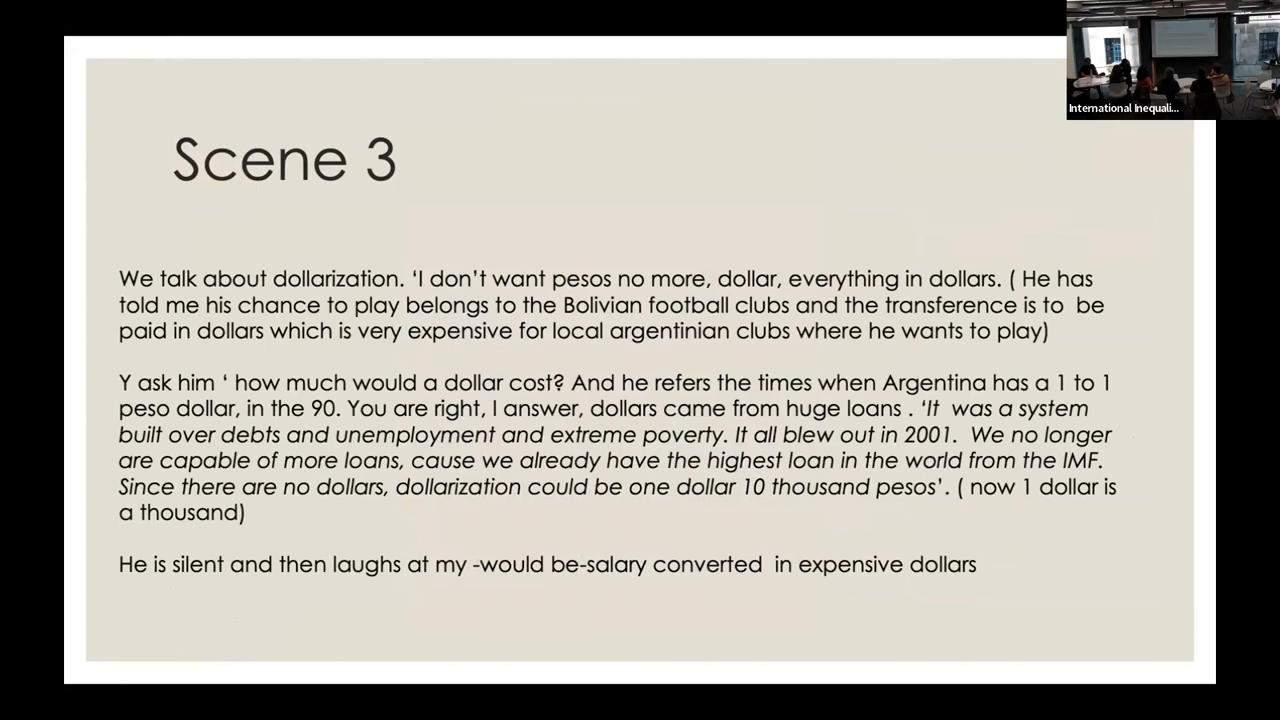 International Inequali...
Scene 3
We talk about dollarization. ‘I don’t want pesos no more, dollar, everything in dollars. ( He has
told me his chance to play belongs to the Bolivian football clubs and the transference is to  be
paid in dollars which is very expensive for local argentinian clubs where he wants to play)
Y ask him ‘ how much would a dollar cost? And he refers the times when Argentina has a 1 to 1
peso dollar, in the 90. You are right, I answer, dollars came from huge loans . ‘It  was a system
built over debts and unemployment and extreme poverty. It all blew out in 2001.  We no longer
are capable of more loans, cause we already have the highest loan in the world from the IMF.
Since there are no dollars, dollarization could be one dollar 10 thousand pesos’. ( now 1 dollar is
a thousand)
He is silent and then laughs at my -would be-salary converted  in expensive dollars